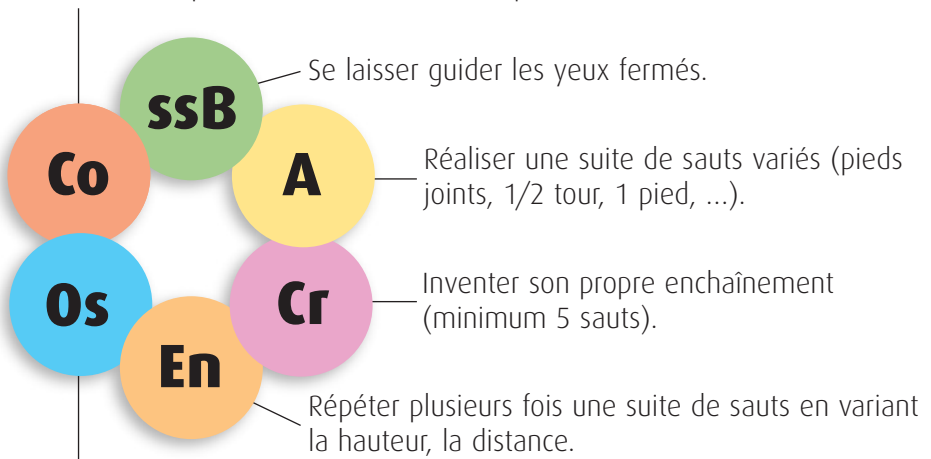 Se laisser guider les yeux fermés.
ssB
Co
A
Réaliser une suite de sauts variés (pieds
joints, 1/2 tour, 1 pied, ...).
Os
Cr
Inventer son propre enchaînement
(minimum 5 sauts).
En
Répéter plusieurs fois une suite de sauts en variant
la hauteur, la distance.